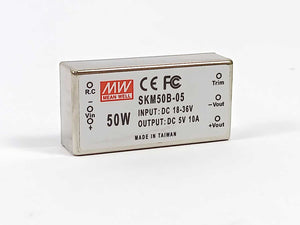 R.C
MW
MEAN WELL
CE FC
Trim
SKM50B-05
−
Vin
+
50W
INPUT: DC 18-36V
OUTPUT: DC 5V 10A
−Vout
+Vout
MADE IN TAIWAN